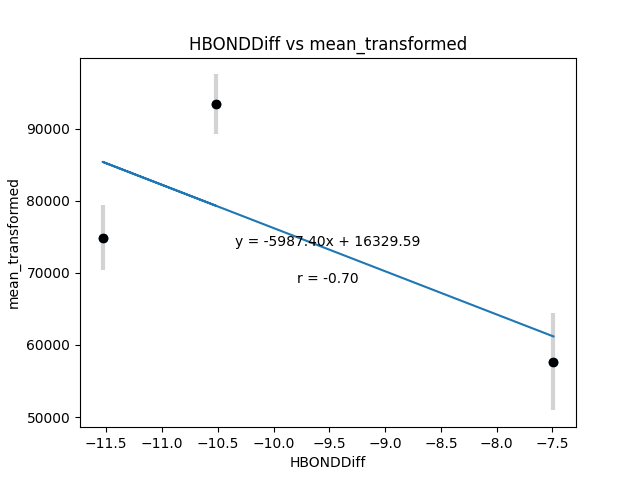 HBONDDiff vs mean_transformed
mean_transformed
90000
80000
70000
60000
50000
y = -5987.40x + 16329.59
r = -0.70
−11.5 −11.0 −10.5 −10.0 −9.5 −9.0 −8.5 −8.0 −7.5
HBONDDiff